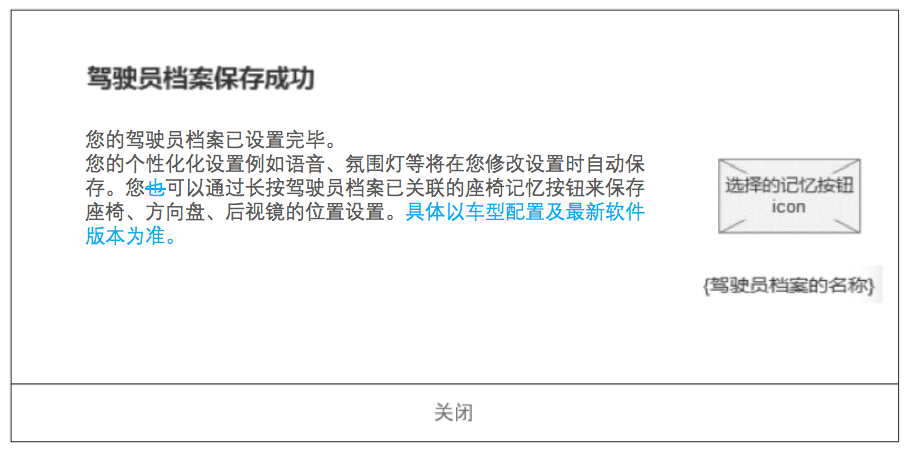 驾驶员档案保存成功
您的驾驶员档案已设置完毕。
您的个性化化设置例如语音、氛围灯等将在您修改设置时自动保
存。您也可以通过长按驾驶员档案已关联的座椅记忆按钮来保存
座椅、方向盘、后视镜的位置设置。具体以车型配置及最新软件
版本为准。
选择的记忆按钮
icon
{驾驶员档案的名称}
关闭